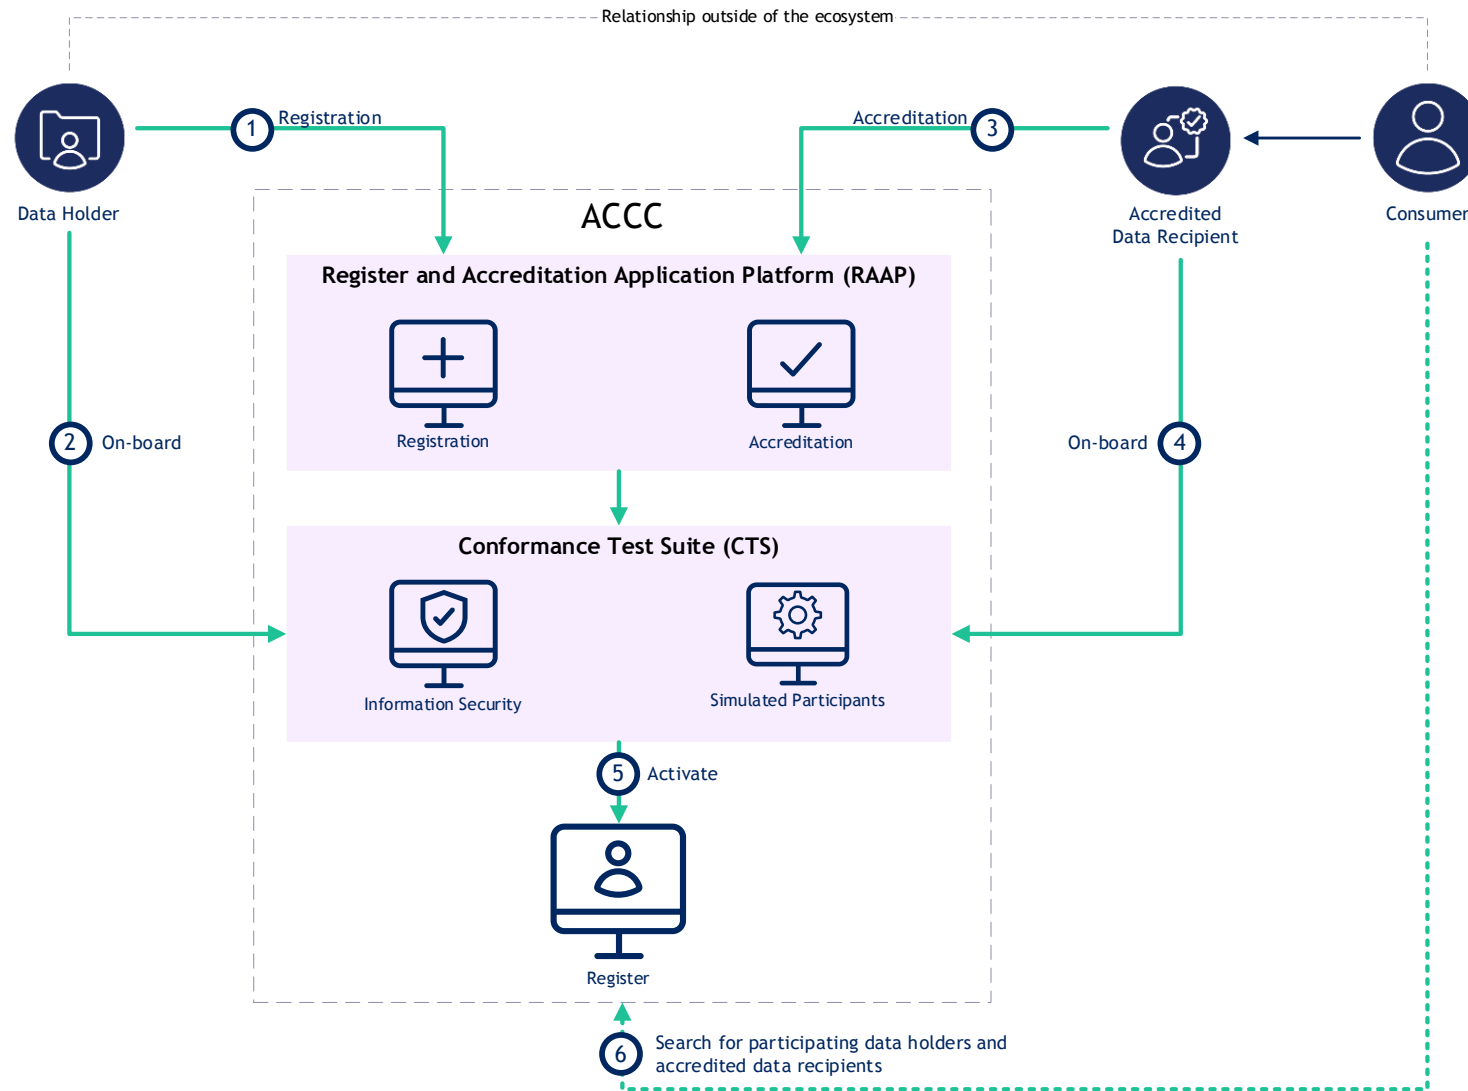 Relationship outside of the ecosystem
1
Registration
Accreditation
3
Data Holder
Accredited
Data Recipient
Consumer
ACCC
Register and Accreditation Application Platform (RAAP)
Registration
Accreditation
2
On-board
On-board
4
Conformance Test Suite (CTS)
Information Security
Simulated Participants
5
Activate
Register
6
Search for participating data holders and
accredited data recipients